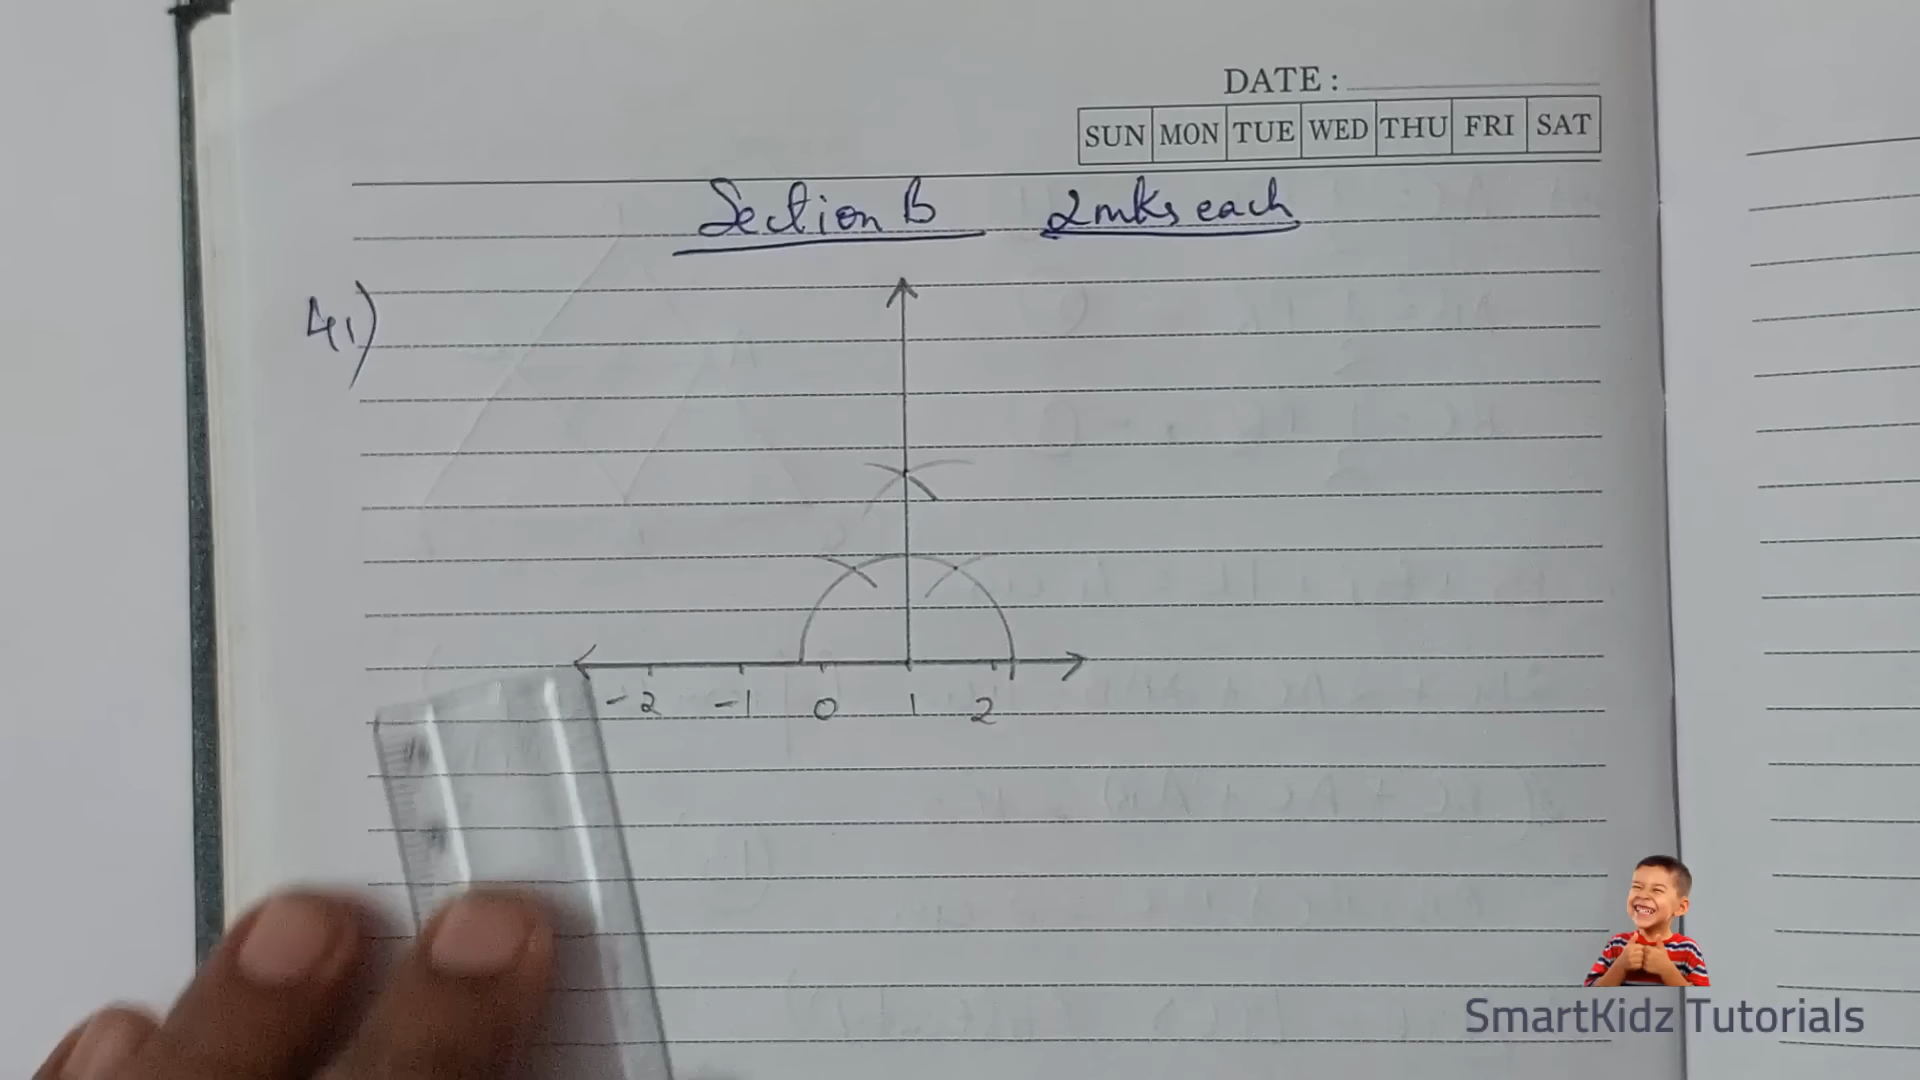 DATE :
SUN MON TUE WED THU FRI SAT
Section B 2mks each
41)
-2 -1 0 1 2
SmartKidz Tutorials